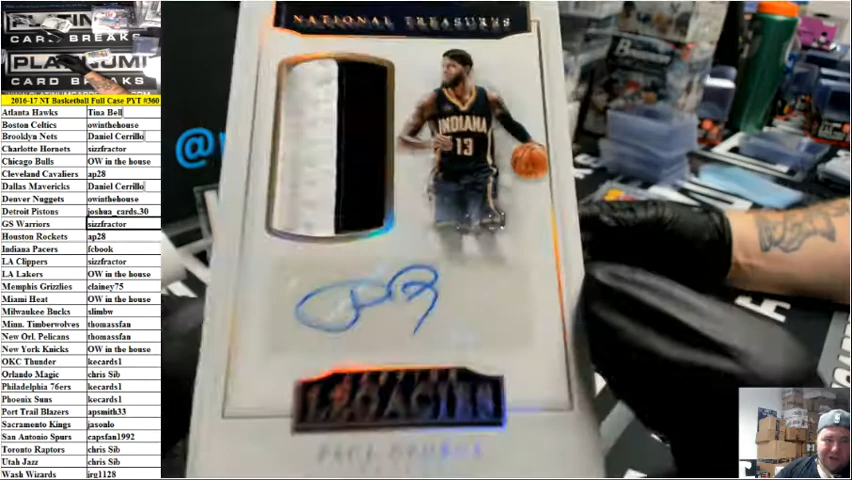 CARD BREAKS
PLATINUM!
CARD BREAKS
2016-17 NT Basketball Full Case PYT #360
Atlanta Hawks Tina Bell
Boston Celtics owinthehouse
Brooklyn Nets Daniel Cerrillo
Charlotte Hornets sizzfractor
Chicago Bulls OW in the house
Cleveland Cavaliers ap28
Dallas Mavericks Daniel Cerrillo
Denver Nuggets owinthehouse
Detroit Pistons joshua_cards.30
GS Warriors sizzfractor
Houston Rockets ap28
Indiana Pacers fcbook
LA Clippers sizzfractor
LA Lakers OW in the house
Memphis Grizzlies clainey75
Miami Heat OW in the house
Milwaukee Bucks slimbw
Minn. Timberwolves thomassfan
New Orl. Pelicans thomassfan
New York Knicks OW in the house
OKC Thunder kecards1
Orlando Magic chris Sib
Philadelphia 76ers kecards1
Phoenix Suns kecards1
Port Trail Blazers apsmith33
Sacramento Kings jasonlo
San Antonio Spurs capsfan1992
Toronto Raptors chris Sib
Utah Jazz chris Sib
Wash Wizards jrg1128
NATIONAL TREASURES
INDIANA
13
LEGACIES
PAUL GEORGE
@